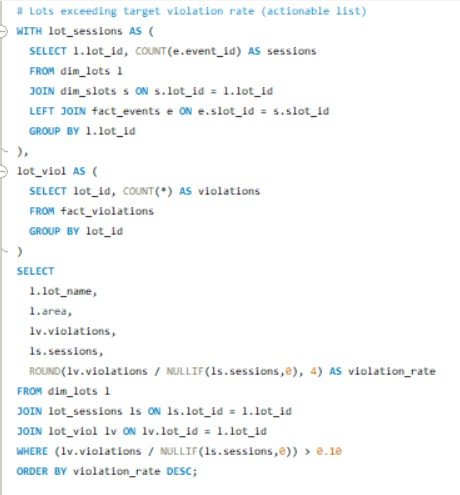 # Lots exceeding target violation rate (actionable list)
WITH lot_sessions AS (
SELECT l.lot_id, COUNT(e.event_id) AS sessions
FROM dim_lots l
JOIN dim_slots s ON s.lot_id = l.lot_id
LEFT JOIN fact_events e ON e.slot_id = s.slot_id
GROUP BY l.lot_id
),
lot_viol AS (
SELECT lot_id, COUNT(*) AS violations
FROM fact_violations
GROUP BY lot_id
)
SELECT
l.lot_name,
l.area,
lv.violations,
ls.sessions,
ROUND(lv.violations / NULLIF(ls.sessions,0), 4) AS violation_rate
FROM dim_lots l
JOIN lot_sessions ls ON ls.lot_id = l.lot_id
JOIN lot_viol lv ON lv.lot_id = l.lot_id
WHERE (lv.violations / NULLIF(ls.sessions,0)) > 0.10
ORDER BY violation_rate DESC;